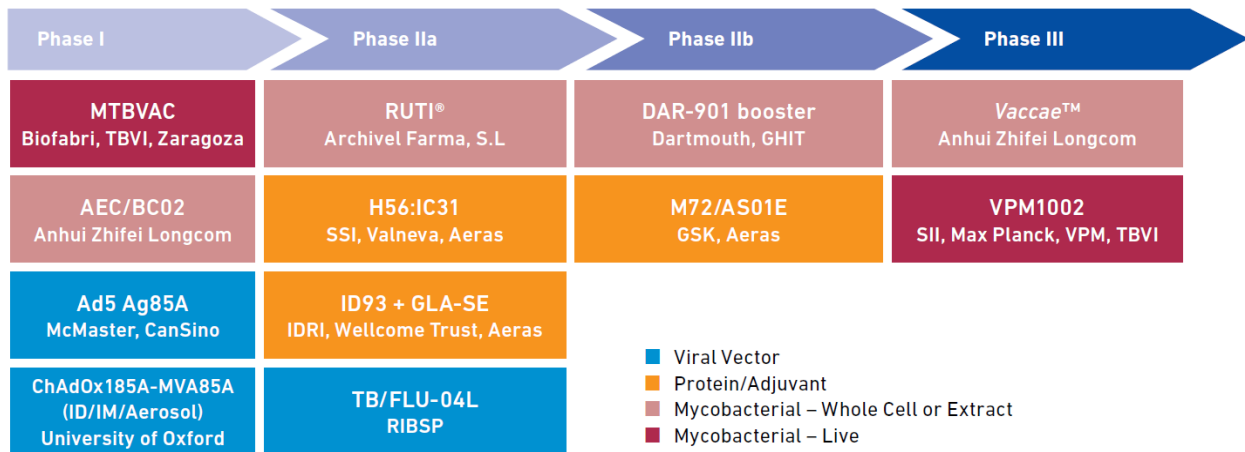 Phase I
Phase IIa
Phase IIb
Phase III
MTBVAC
Biofabri, TBVI, Zaragoza
RUTI®
Archivel Farma, S.L
DAR-901 booster
Dartmouth, GHIT
Vaccae™
Anhui Zhifei Longcom
AEC/BC02
Anhui Zhifei Longcom
H56:IC31
SSI, Valneva, Aeras
M72/AS01E
GSK, Aeras
VPM1002
SII, Max Planck, VPM, TBVI
Ad5 Ag85A
McMaster, CanSino
ID93 + GLA-SE
IDRI, Wellcome Trust, Aeras
ChAdOx185A-MVA85A
(ID/IM/Aerosol)
University of Oxford
TB/FLU-04L
RIBSP
Viral Vector
Protein/Adjuvant
Mycobacterial – Whole Cell or Extract
Mycobacterial – Live